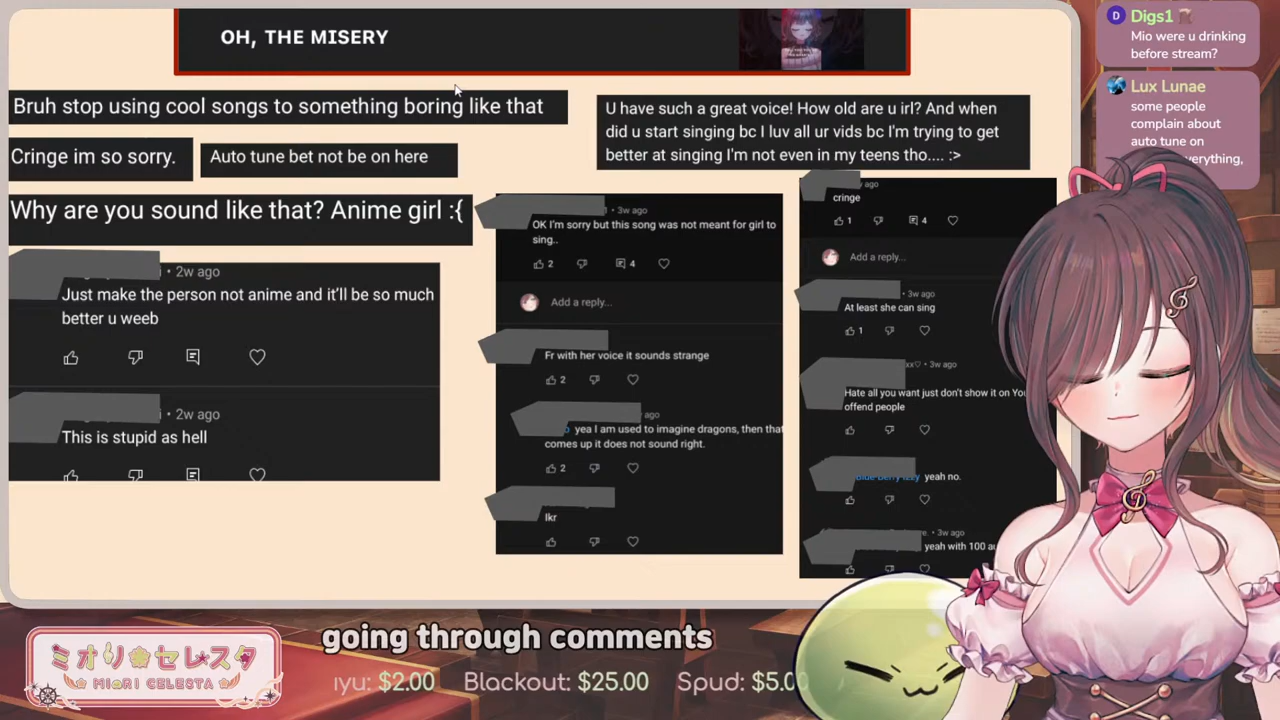 OH, THE MISERY
Bruh stop using cool songs to something boring like that
Cringe im so sorry.
Auto tune bet not be on here
Why are you sound like that? Anime girl :{
• 2w ago
Just make the person not anime and it'll be so much
better u weeb
• 2w ago
This is stupid as hell
U have such a great voice! How old are u irl? And when
did u start singing bc I luv all ur vids bc I'm trying to get
better at singing I'm not even in my teens tho.... :>
• 3w ago
OK I'm sorry but this song was not meant for girl to
sing..
2
4
Add a reply...
Fr with her voice it sounds strange
2
ago
yea I am used to imagine dragons, then that
comes up it does not sound right.
2
Ikr
ago
cringe
1
4
Add a reply...
• 3w ago
At least she can sing
1
• 3w ago
Hate all you want just don't show it on
offend people
yeah no.
• 3w ago
yeah with 100
D Digs1
Mio were u drinking
before stream?
Lux Lunae
some people
complain about
auto tune on
everything,
ミオリ セレスタ
MIORI CELESTA
going through comments
iyu: $2.00 Blackout: $25.00 Spud: $5.00